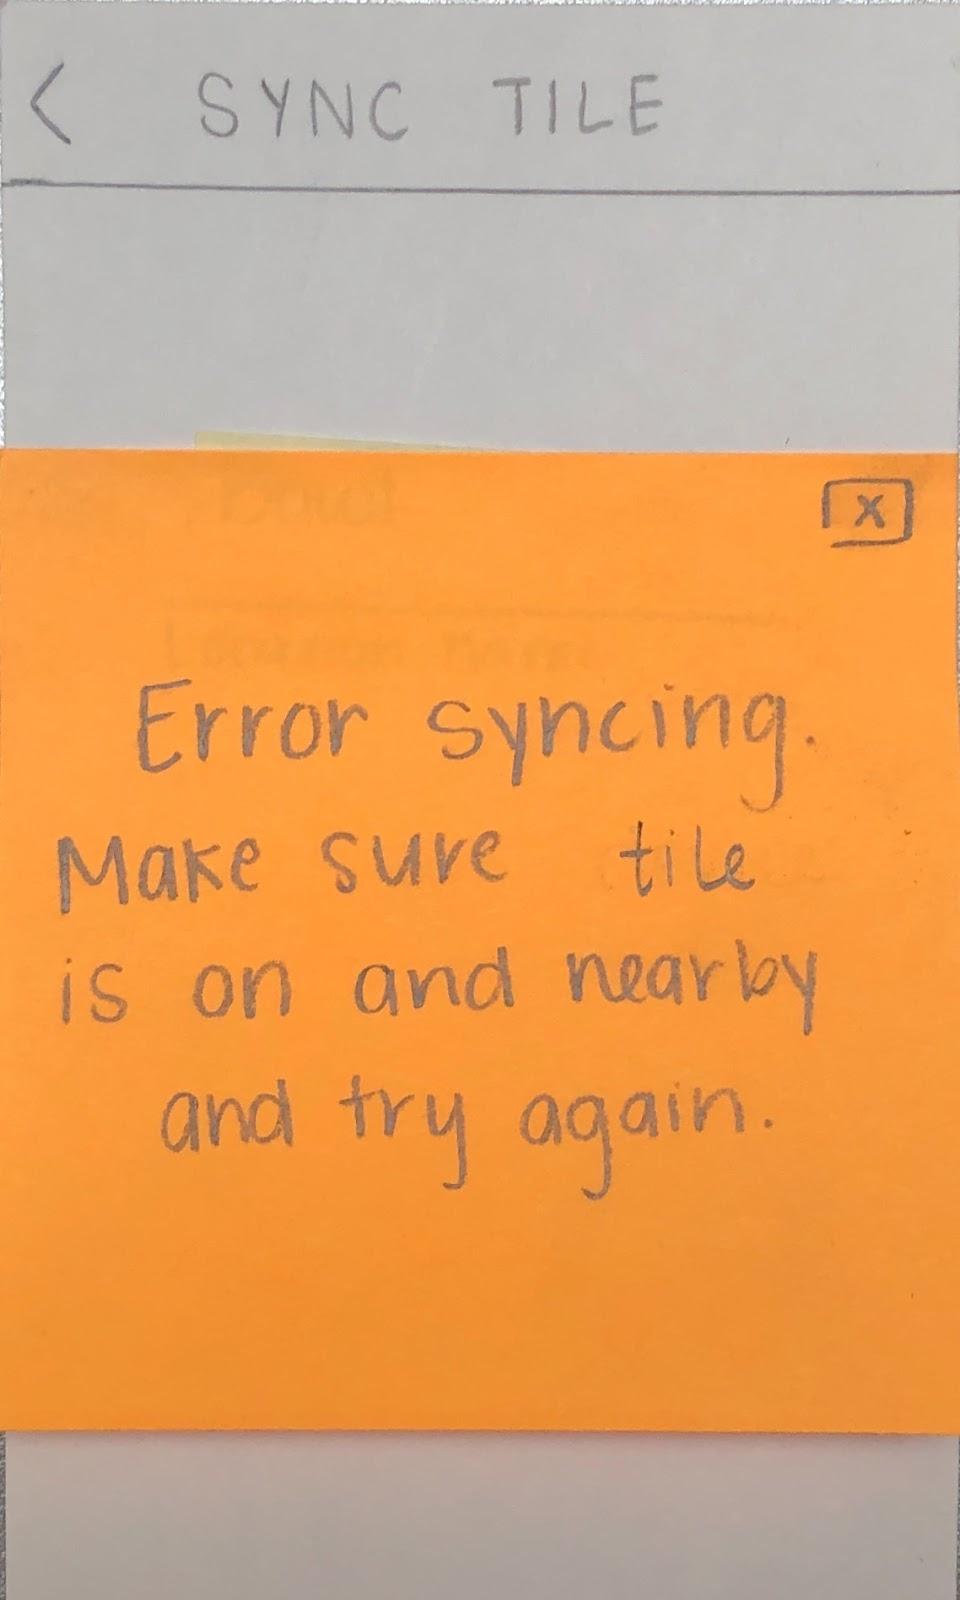 < SYNC TILE
X
Error syncing.
Make sure tile
is on and nearby
and try again.